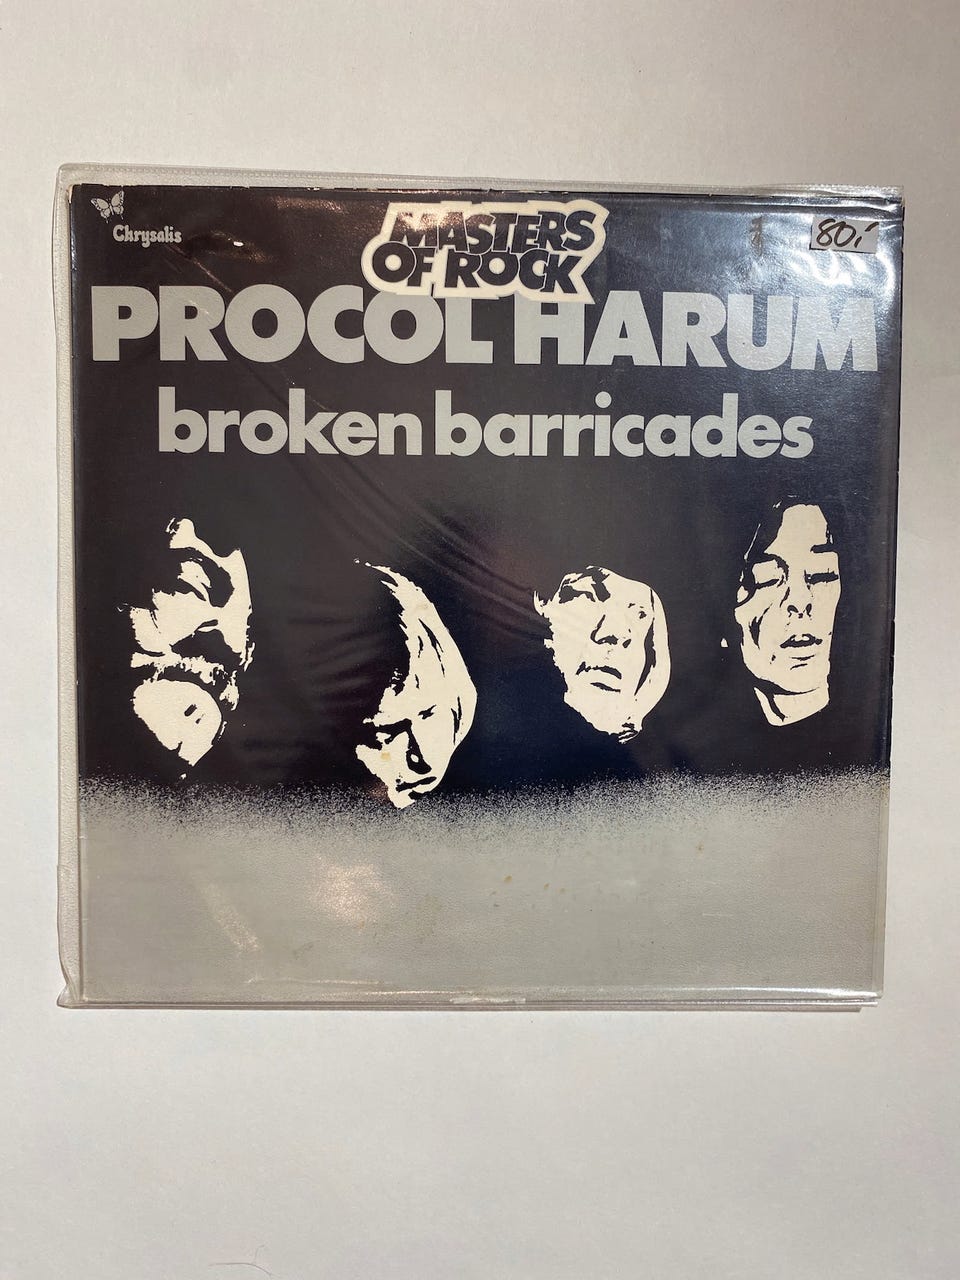 Chrysalis
MASTERS
OF ROCK
80,-
PROCOL HARUM
broken barricades